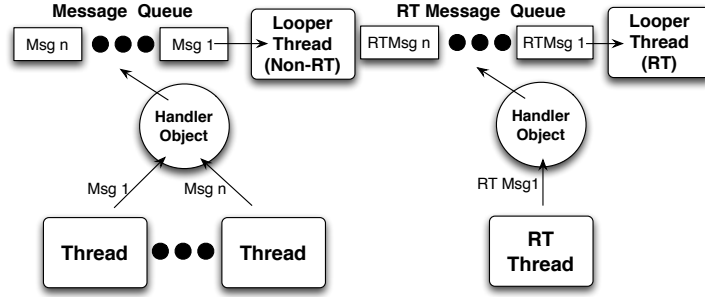 Message Queue
Msg n
Msg 1
Looper
Thread
(Non-RT)
Handler
Object
Msg 1
Msg n
Thread
Thread
RT Message Queue
RTMsg n
RTMsg 1
Looper
Thread
(RT)
Handler
Object
RT Msg1
RT
Thread